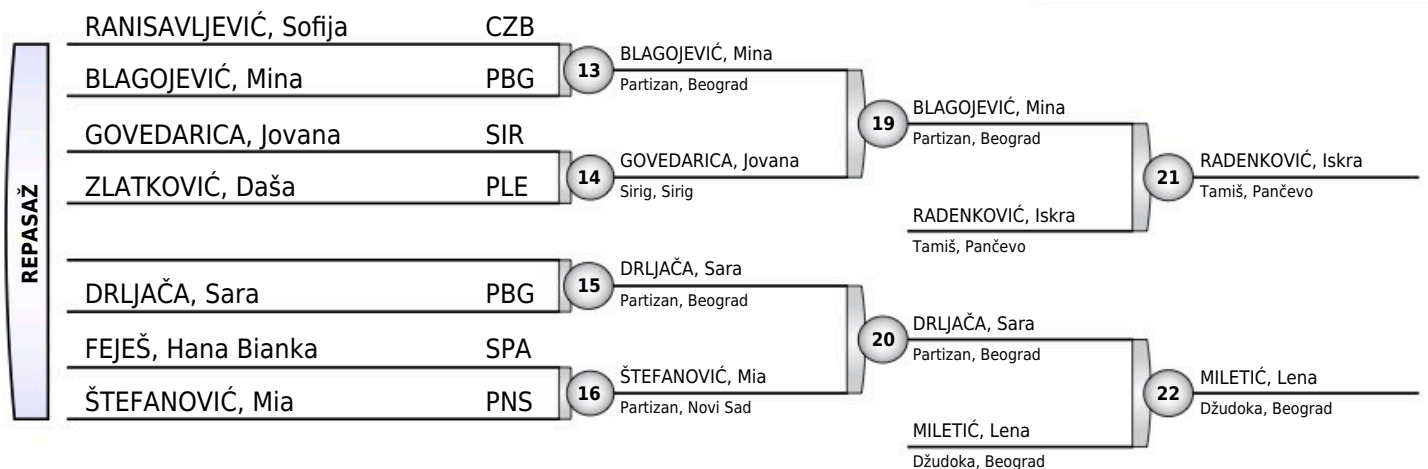 REPASAŽ
RANISAVLJEVIĆ, Sofija CZB
BLAGOJEVIĆ, Mina PBG
GOVEDARICA, Jovana SIR
ZLATKOVIĆ, Daša PLE
DRLJAČA, Sara PBG
FEJEŠ, Hana Bianka SPA
ŠTEFANOVIĆ, Mia PNS
13
BLAGOJEVIĆ, Mina
Partizan, Beograd
14
GOVEDARICA, Jovana
Sirig, Sirig
15
DRLJAČA, Sara
Partizan, Beograd
16
ŠTEFANOVIĆ, Mia
Partizan, Novi Sad
19
BLAGOJEVIĆ, Mina
Partizan, Beograd
RADENKOVIĆ, Iskra
Tamiš, Pančevo
20
DRLJAČA, Sara
Partizan, Beograd
MILETIĆ, Lena
Džudoka, Beograd
21
RADENKOVIĆ, Iskra
Tamiš, Pančevo
22
MILETIĆ, Lena
Džudoka, Beograd